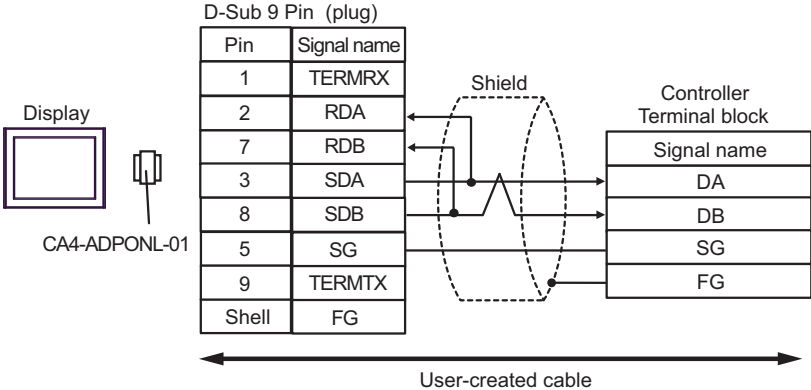 D-Sub 9 Pin (plug)
Pin Signal name
1 TERMRX
2 RDA
7 RDB
3 SDA
8 SDB
5 SG
9 TERMTX
Shell FG
Display
CA4-ADPONL-01
Shield
Controller
Terminal block
Signal name
DA
DB
SG
FG
User-created cable